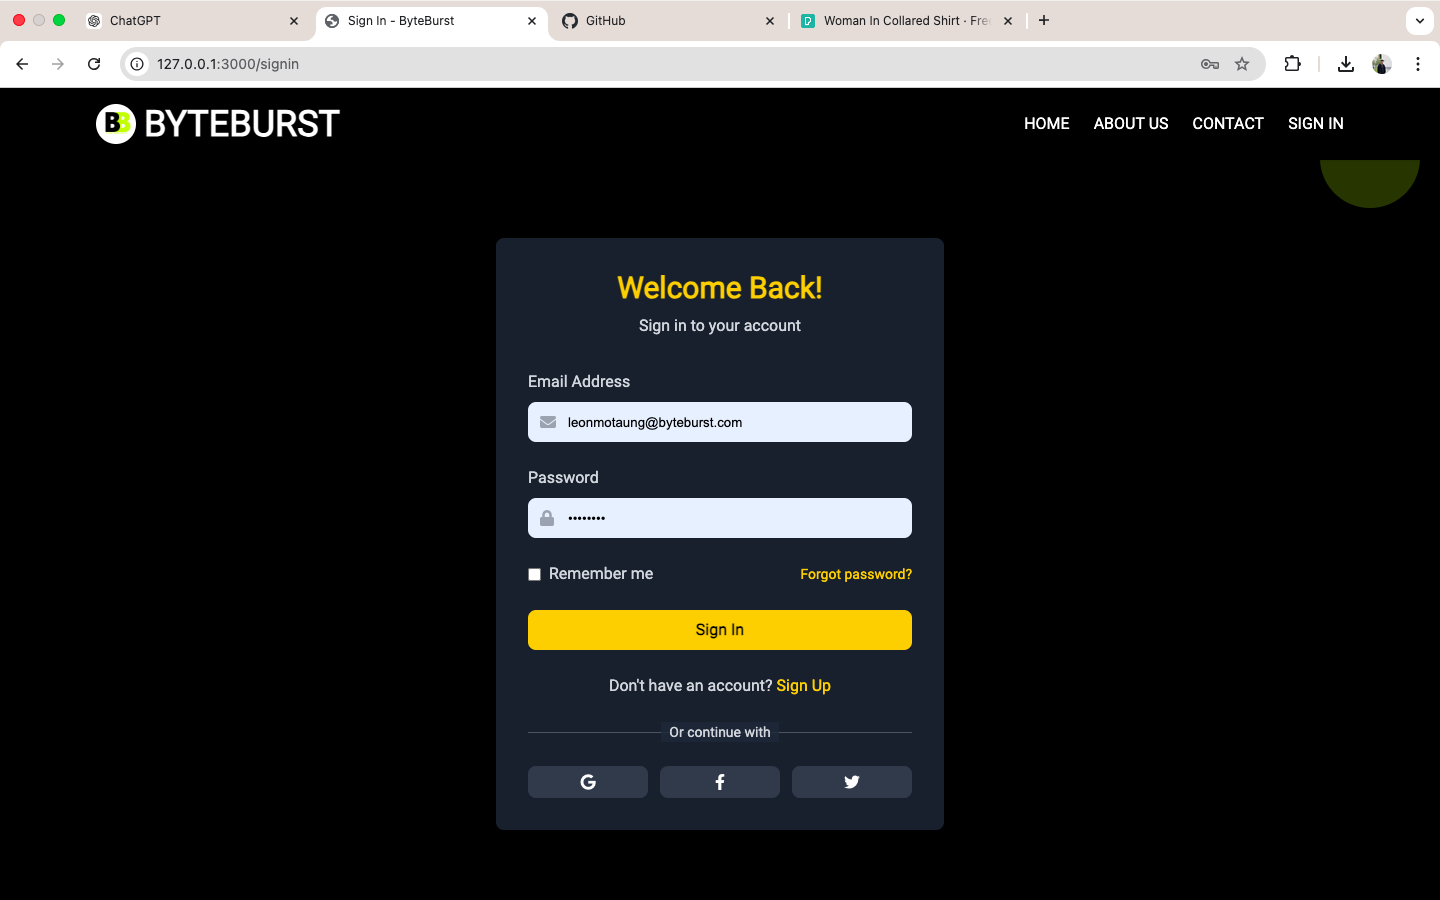 ChatGPT
Sign In - ByteBurst
GitHub
Woman In Collared Shirt · Free
127.0.0.1:3000/signin
BB BYTEBURST
HOME ABOUT US CONTACT SIGN IN
Welcome Back!
Sign in to your account
Email Address
leonmotaung@byteburst.com
Password
••••••••
Remember me Forgot password?
Sign In
Don't have an account? Sign Up
Or continue with